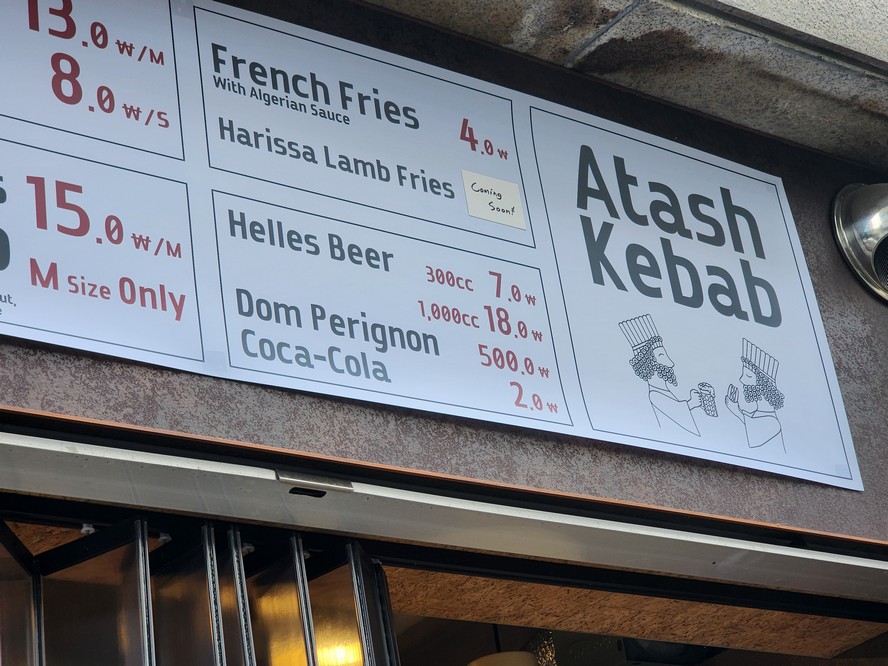 13.0 ₩/M
8.0 ₩/S
15.0 ₩/M
M Size Only
French Fries 4.0 ₩
With Algerian Sauce
Harissa Lamb Fries
Coming
Soon!
Helles Beer 300cc 7.0 ₩
1,000cc 18.0 ₩
Dom Perignon 500.0 ₩
Coca-Cola 2.0 ₩
Atash
Kebab